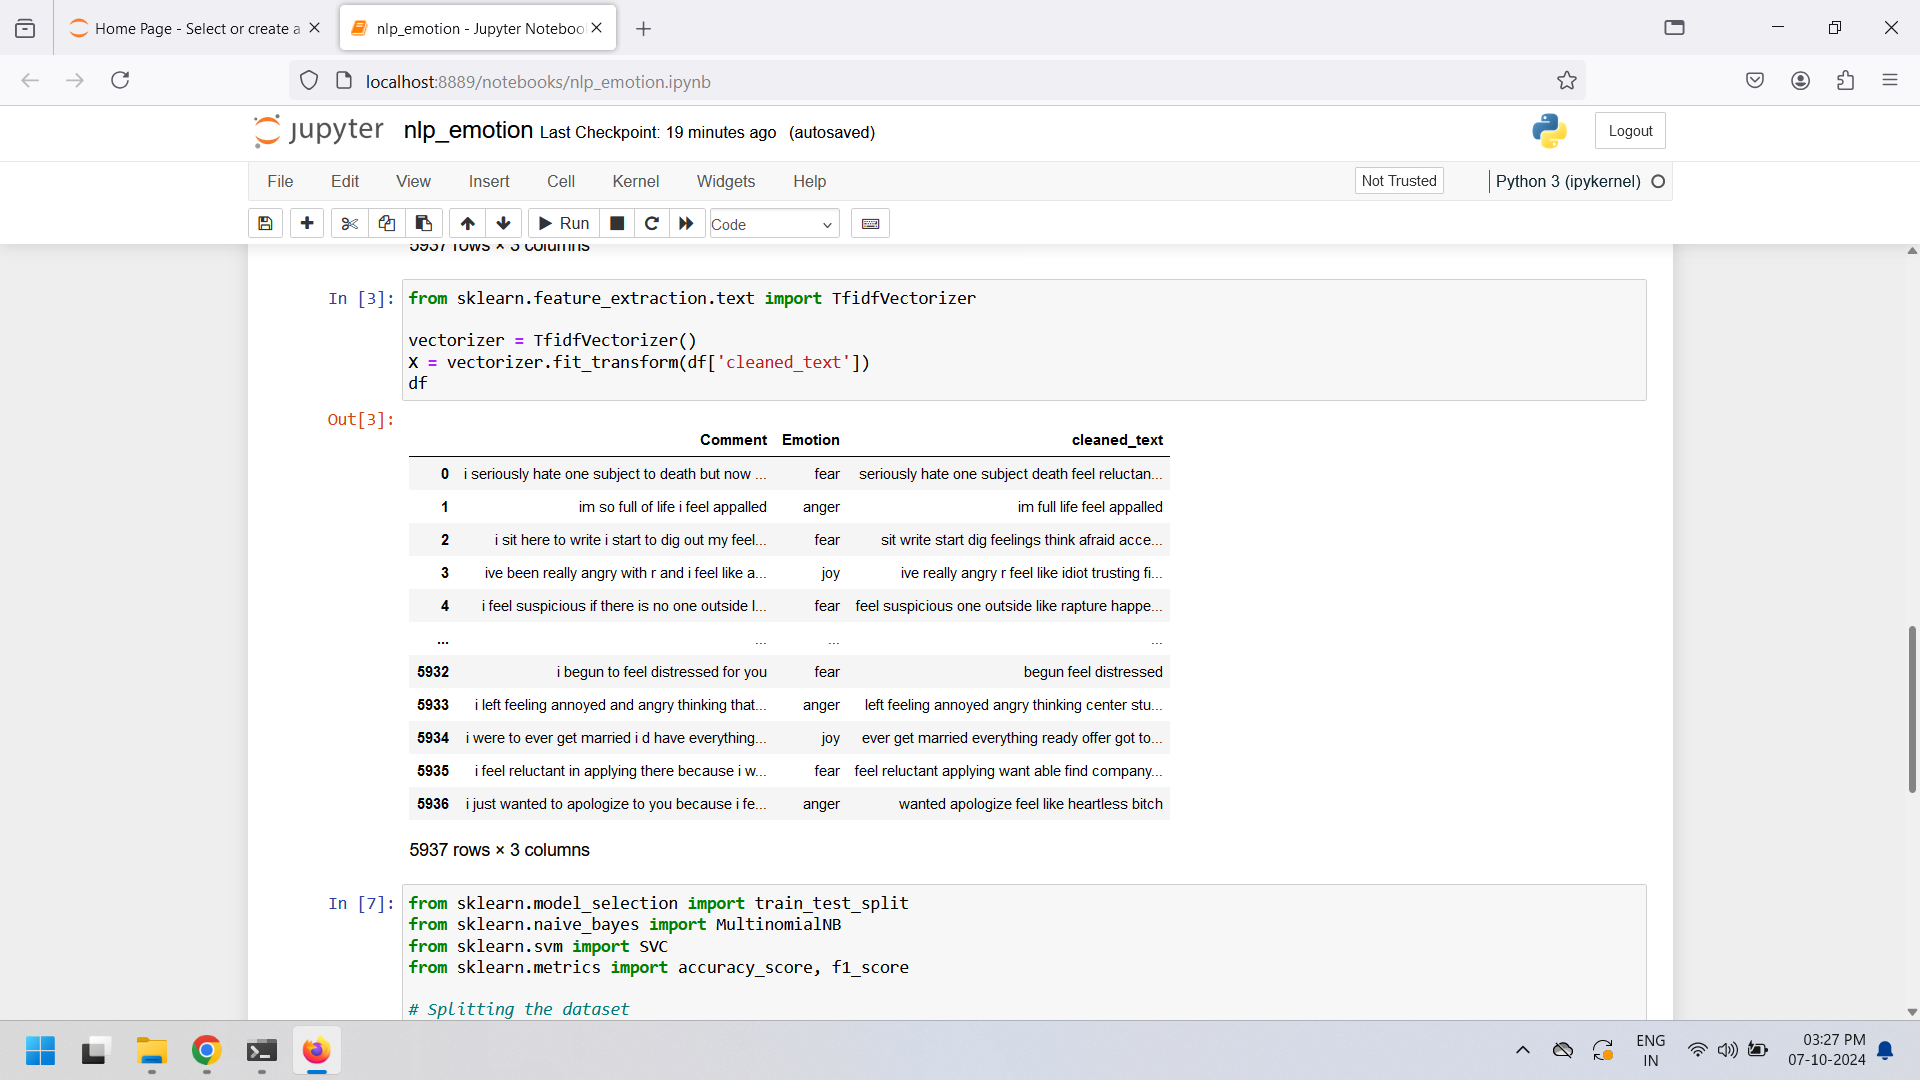 Home Page - Select or create a
nlp_emotion - Jupyter Noteboo
localhost:8889/notebooks/nlp_emotion.ipynb
jupyter nlp_emotion Last Checkpoint: 19 minutes ago (autosaved)
Logout
File Edit View Insert Cell Kernel Widgets Help
Not Trusted
Python 3 (ipykernel)
Run
Code
5937 rows × 3 columns
In [3]:
from sklearn.feature_extraction.text import TfidfVectorizer
vectorizer = TfidfVectorizer()
X = vectorizer.fit_transform(df['cleaned_text'])
df
Out[3]:
Comment Emotion cleaned_text
0 i seriously hate one subject to death but now ... fear seriously hate one subject death feel reluctan...
1 im so full of life i feel appalled anger im full life feel appalled
2 i sit here to write i start to dig out my feel... fear sit write start dig feelings think afraid acce...
3 ive been really angry with r and i feel like a... joy ive really angry r feel like idiot trusting fi...
4 i feel suspicious if there is no one outside l... fear feel suspicious one outside like rapture happe...
... ... ... ...
5932 i begun to feel distressed for you fear begun feel distressed
5933 i left feeling annoyed and angry thinking that... anger left feeling annoyed angry thinking center stu...
5934 i were to ever get married i d have everything... joy ever get married everything ready offer got to...
5935 i feel reluctant in applying there because i w... fear feel reluctant applying want able find company...
5936 i just wanted to apologize to you because i fe... anger wanted apologize feel like heartless bitch
5937 rows × 3 columns
In [7]:
from sklearn.model_selection import train_test_split
from sklearn.naive_bayes import MultinomialNB
from sklearn.svm import SVC
from sklearn.metrics import accuracy_score, f1_score
# Splitting the dataset
ENG
IN
03:27 PM
07-10-2024